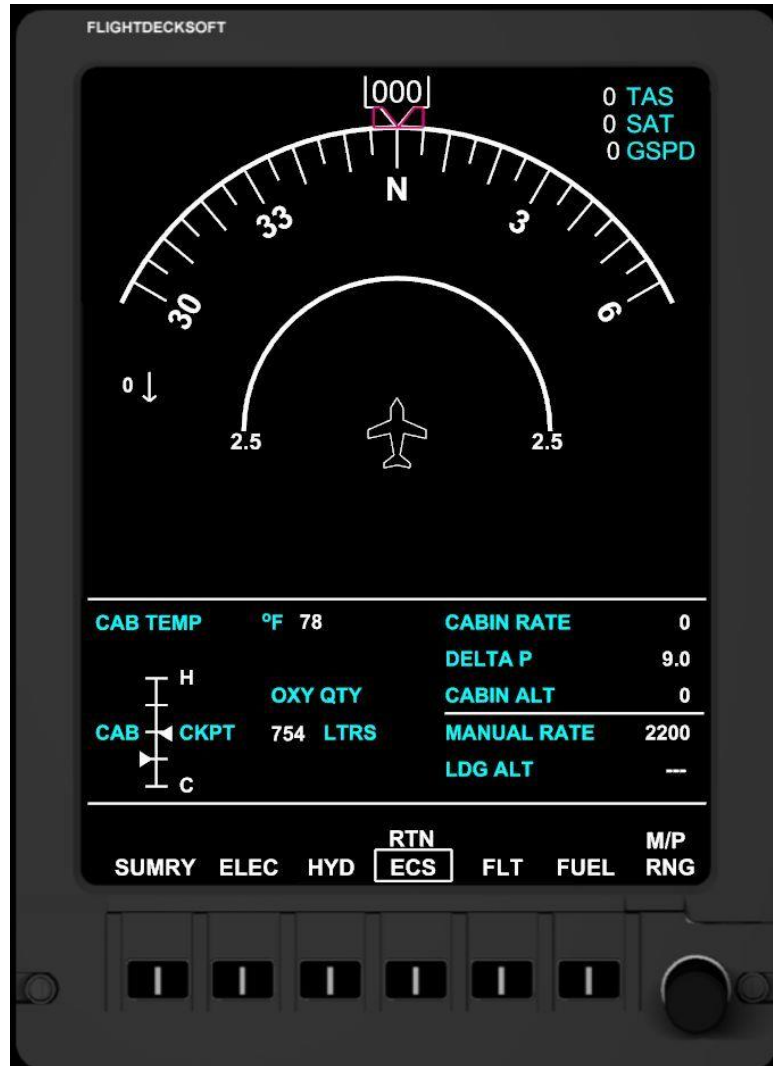 FLIGHTDECKSOFT
000
0 TAS
0 SAT
0 GSPD
N
33
3
30
6
0
2.5
2.5
CAB TEMP ºF 78
CABIN RATE 0
DELTA P 9.0
H
OXY QTY
CABIN ALT 0
CAB CKPT 754 LTRS
MANUAL RATE 2200
LDG ALT ---
C
RTN
M/P
SUMRY ELEC HYD ECS FLT FUEL RNG